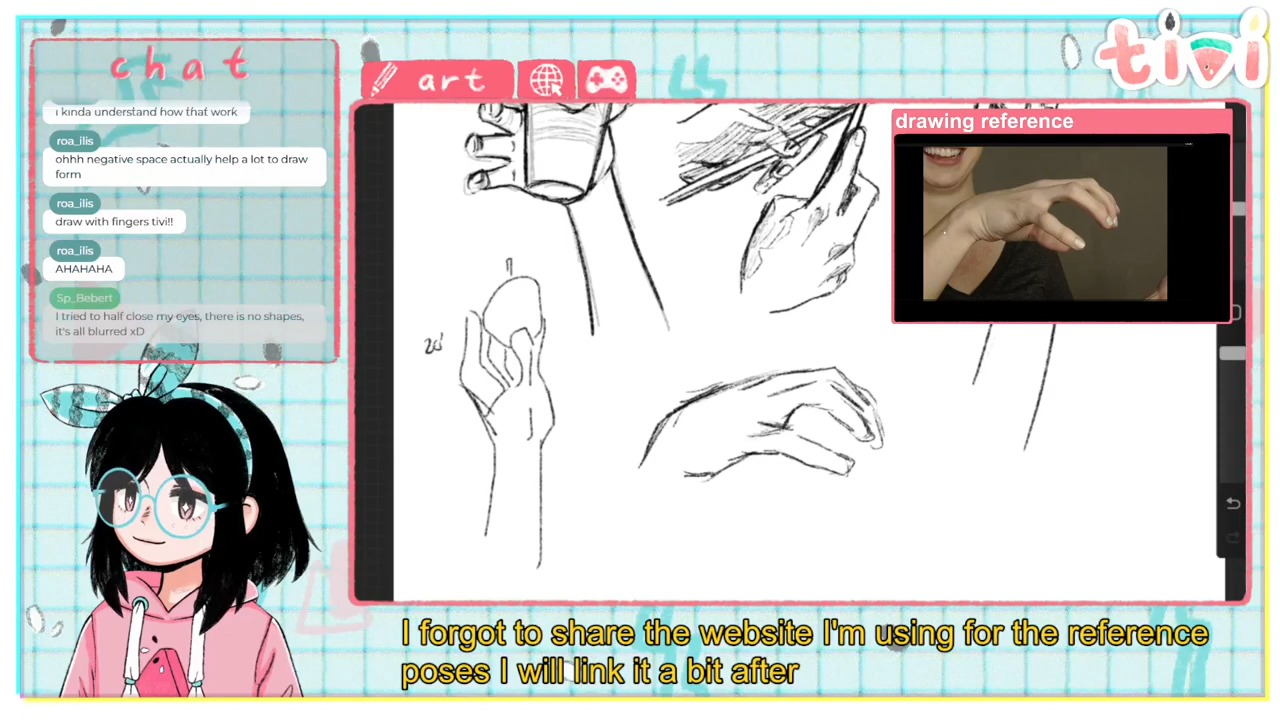 tivi
chat
i kinda understand how that work
roa_ilis
ohhh negative space actually help a lot to draw
form
roa_ilis
draw with fingers tivi!!
roa_ilis
AHAHAHA
Sp_Bebert
I tried to half close my eyes, there is no shapes,
it's all blurred xD
art
drawing reference
20'
I forgot to share the website I'm using for the reference
poses I will link it a bit after